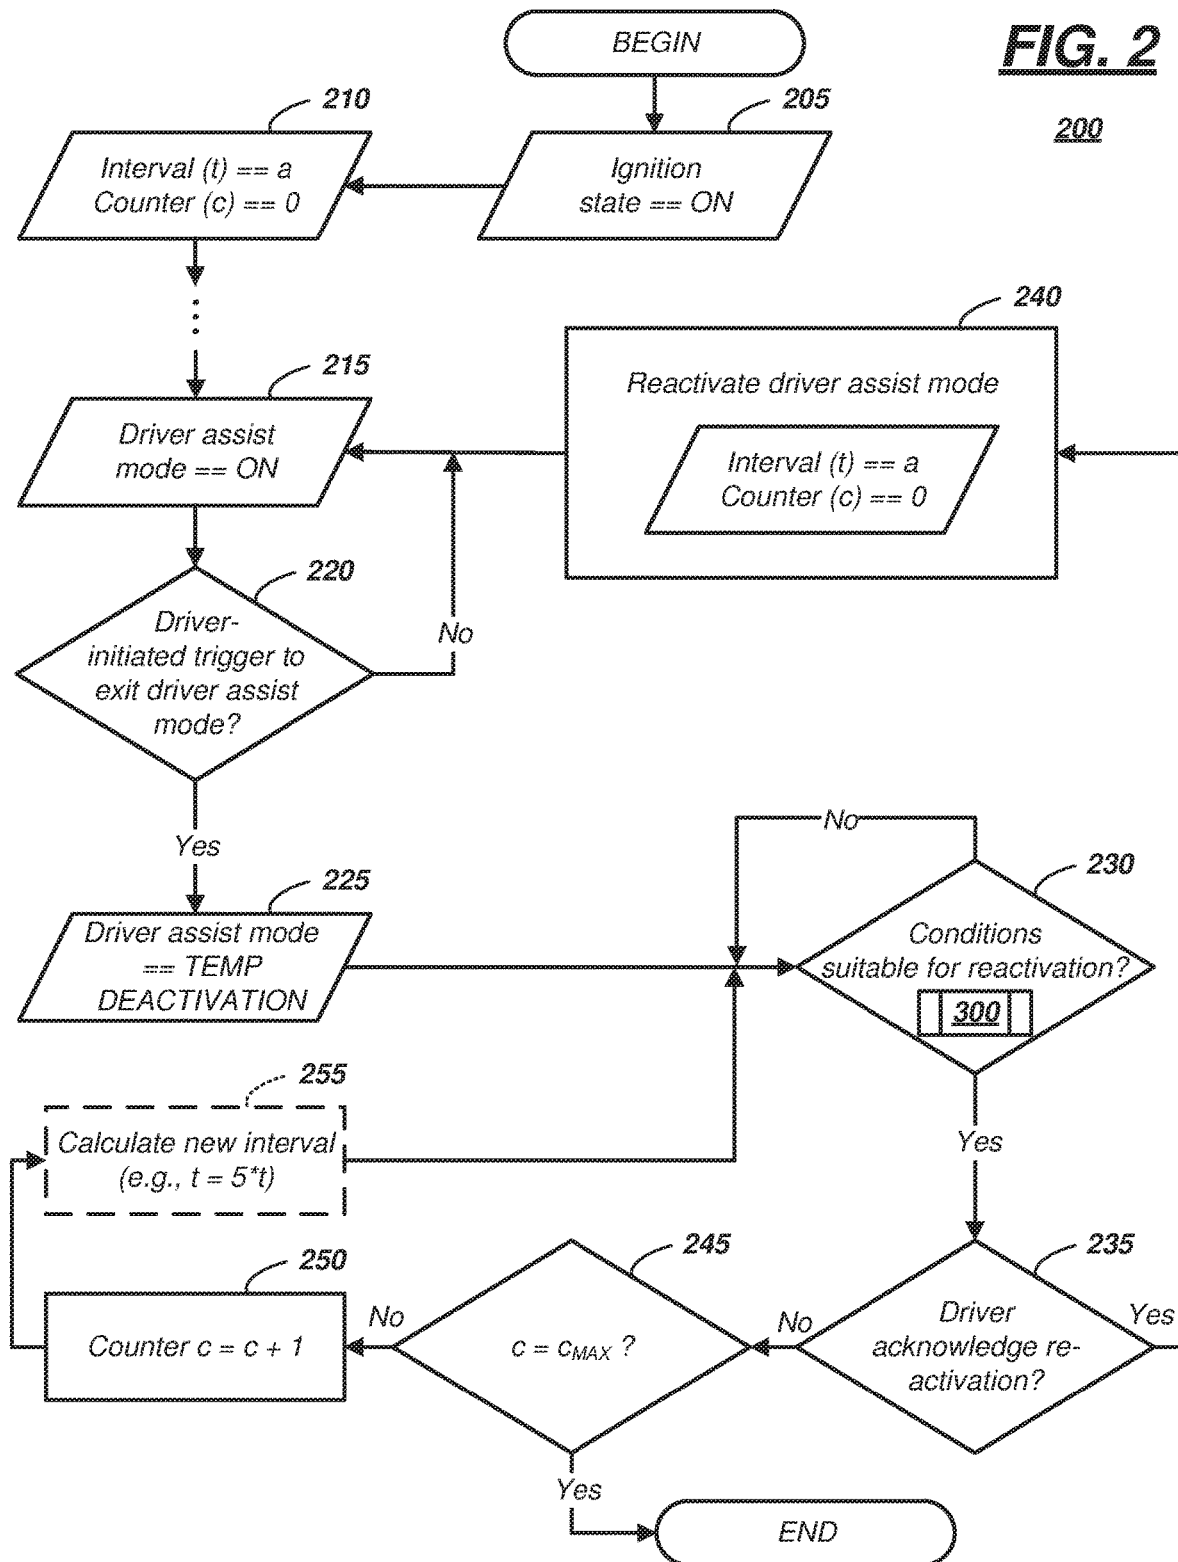 BEGIN
FIG. 2
200
205
Ignition
state == ON
210
Interval (t) == a
Counter (c) == 0
215
Driver assist
mode == ON
240
Reactivate driver assist mode
Interval (t) == a
Counter (c) == 0
220
Driver-
initiated trigger to
exit driver assist
mode?
No
Yes
225
Driver assist mode
== TEMP
DEACTIVATION
No
230
Conditions
suitable for reactivation?
300
Yes
235
Driver
acknowledge re-
activation?
Yes
No
245
c = cMAX ?
No
250
Counter c = c + 1
255
Calculate new interval
(e.g., t = 5*t)
Yes
END